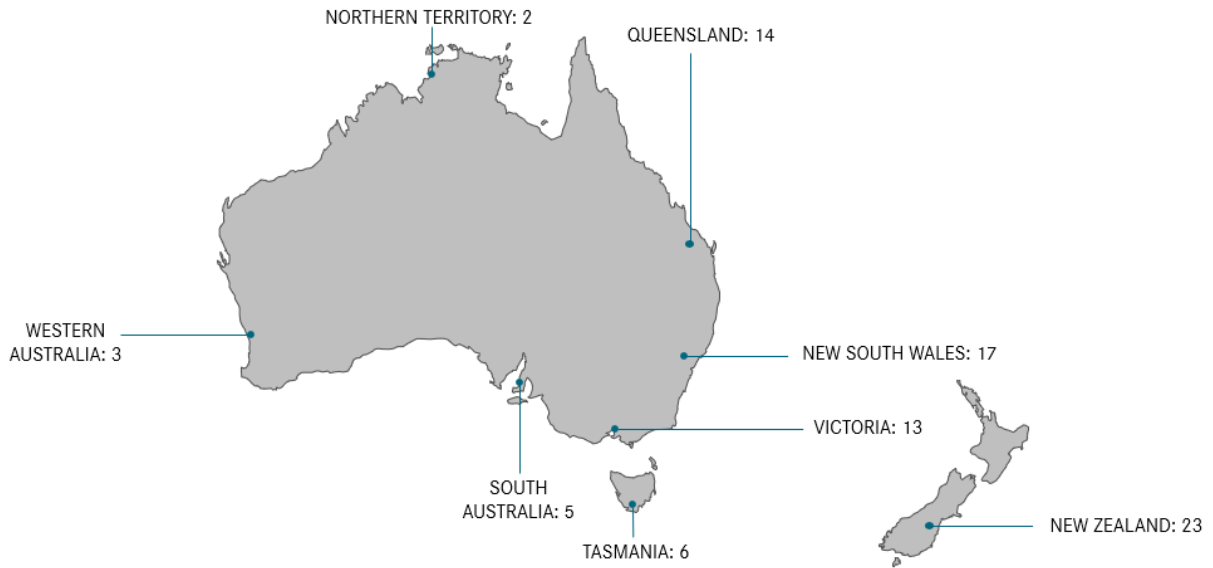 NORTHERN TERRITORY: 2
QUEENSLAND: 14
WESTERN
AUSTRALIA: 3
NEW SOUTH WALES: 17
VICTORIA: 13
SOUTH
AUSTRALIA: 5
NEW ZEALAND: 23
TASMANIA: 6